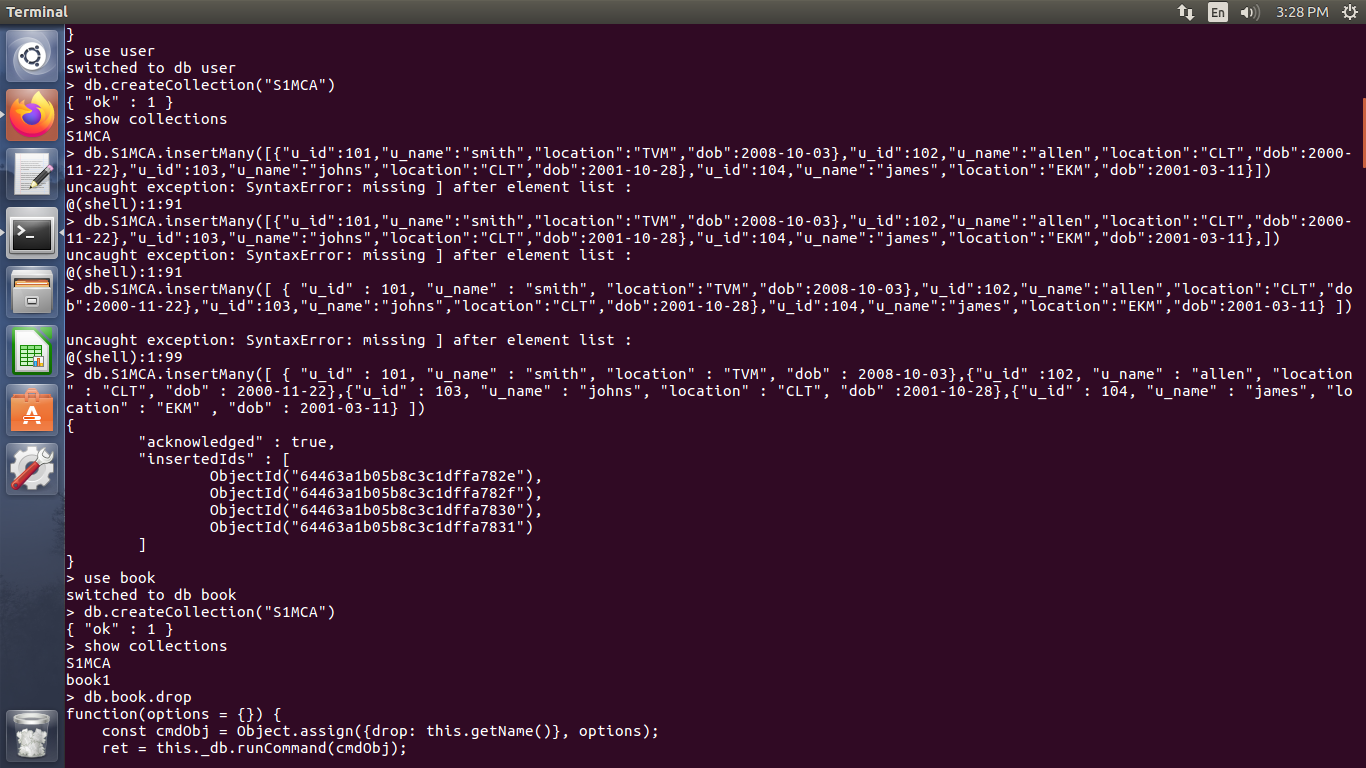 Terminal
En
3:28 PM
}
> use user
switched to db user
> db.createCollection("S1MCA")
{ "ok" : 1 }
> show collections
S1MCA
> db.S1MCA.insertMany([{"u_id":101,"u_name":"smith","location":"TVM","dob":2008-10-03},"u_id":102,"u_name":"allen","location":"CLT","dob":2000-
11-22},"u_id":103,"u_name":"johns","location":"CLT","dob":2001-10-28},"u_id":104,"u_name":"james","location":"EKM","dob":2001-03-11}])
uncaught exception: SyntaxError: missing ] after element list :
@(shell):1:91
> db.S1MCA.insertMany([{"u_id":101,"u_name":"smith","location":"TVM","dob":2008-10-03},"u_id":102,"u_name":"allen","location":"CLT","dob":2000-
11-22},"u_id":103,"u_name":"johns","location":"CLT","dob":2001-10-28},"u_id":104,"u_name":"james","location":"EKM","dob":2001-03-11},])
uncaught exception: SyntaxError: missing ] after element list :
@(shell):1:91
> db.S1MCA.insertMany([ { "u_id" : 101, "u_name" : "smith", "location":"TVM","dob":2008-10-03},"u_id":102,"u_name":"allen","location":"CLT","do
b":2000-11-22},"u_id":103,"u_name":"johns","location":"CLT","dob":2001-10-28},"u_id":104,"u_name":"james","location":"EKM","dob":2001-03-11} ])
uncaught exception: SyntaxError: missing ] after element list :
@(shell):1:99
> db.S1MCA.insertMany([ { "u_id" : 101, "u_name" : "smith", "location" : "TVM", "dob" : 2008-10-03},{"u_id" :102, "u_name" : "allen", "location
" : "CLT", "dob" : 2000-11-22},{"u_id" : 103, "u_name" : "johns", "location" : "CLT", "dob" :2001-10-28},{"u_id" : 104, "u_name" : "james", "lo
cation" : "EKM" , "dob" : 2001-03-11} ])
{
"acknowledged" : true,
"insertedIds" : [
ObjectId("64463a1b05b8c3c1dffa782e"),
ObjectId("64463a1b05b8c3c1dffa782f"),
ObjectId("64463a1b05b8c3c1dffa7830"),
ObjectId("64463a1b05b8c3c1dffa7831")
]
}
> use book
switched to db book
> db.createCollection("S1MCA")
{ "ok" : 1 }
> show collections
S1MCA
book1
> db.book.drop
function(options = {}) {
const cmdObj = Object.assign({drop: this.getName()}, options);
ret = this._db.runCommand(cmdObj);